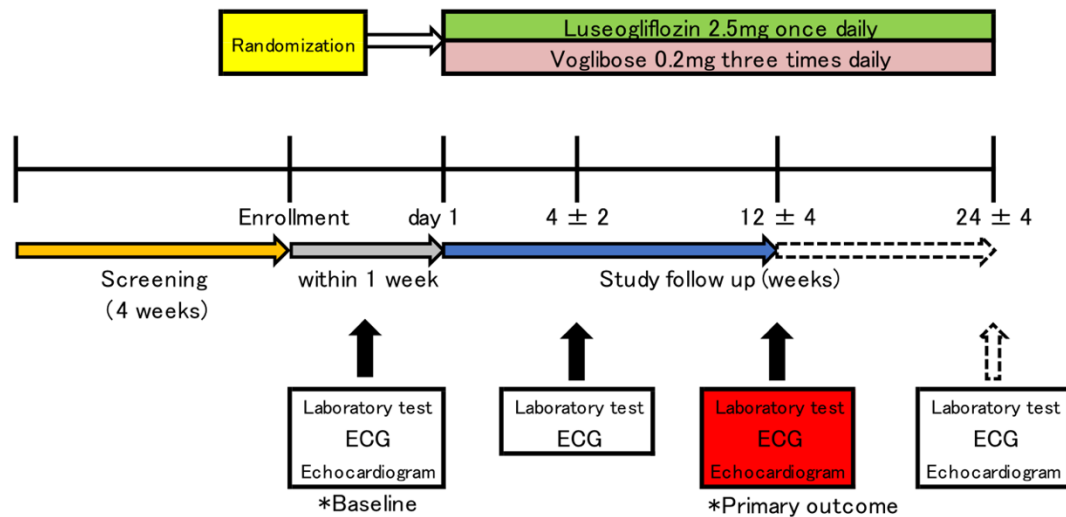 Randomization
Luseogliflozin 2.5mg once daily
Voglibose 0.2mg three times daily
Enrollment day 1 4 ± 2 12 ± 4 24 ± 4
Screening
(4 weeks)
within 1 week
Study follow up (weeks)
Laboratory test
ECG
Echocardiogram
*Baseline
Laboratory test
ECG
Laboratory test
ECG
Echocardiogram
*Primary outcome
Laboratory test
ECG
Echocardiogram